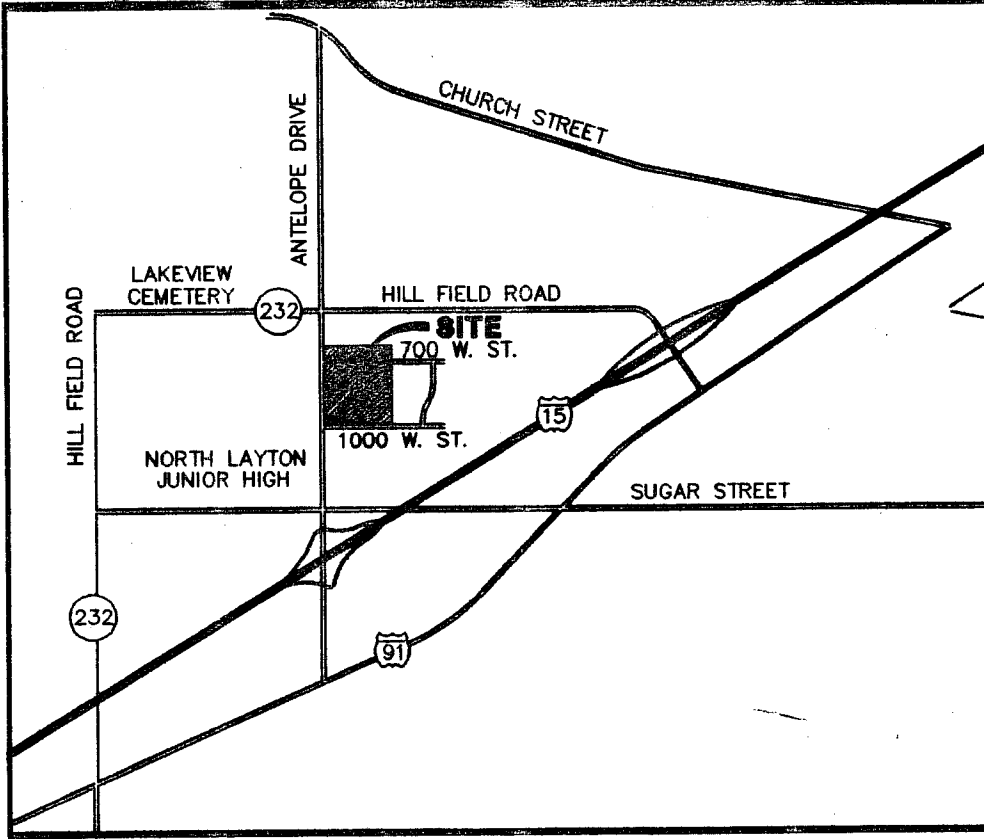 CHURCH STREET
ANTELOPE DRIVE
LAKEVIEW
CEMETERY
232
HILL FIELD ROAD
HILL FIELD ROAD
SITE
700 W. ST.
15
1000 W. ST.
NORTH LAYTON
JUNIOR HIGH
SUGAR STREET
232
91